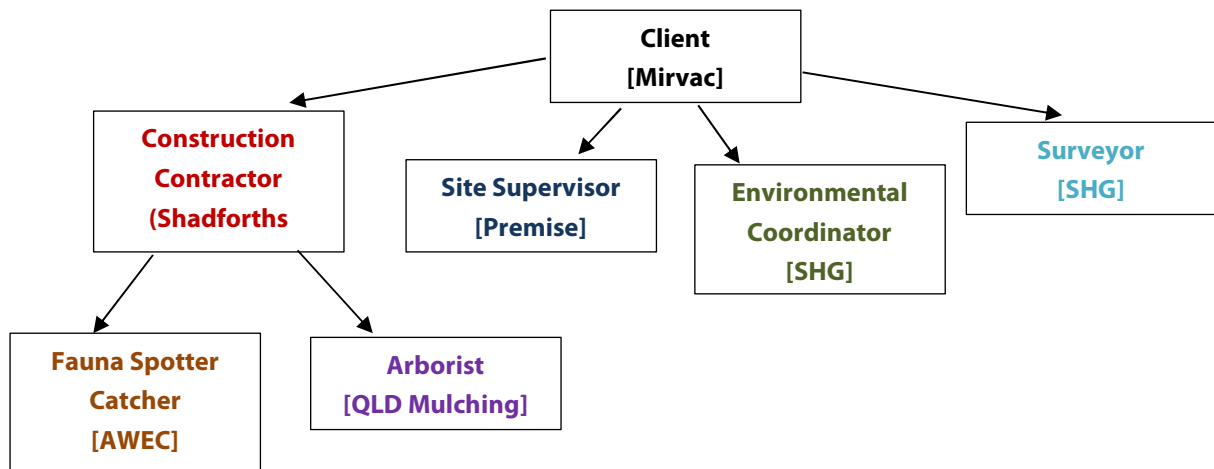 Client
[Mirvac]
Construction
Contractor
(Shadforths
Site Supervisor
[Premise]
Environmental
Coordinator
[SHG]
Surveyor
[SHG]
Fauna Spotter
Catcher
[AWEC]
Arborist
[QLD Mulching]